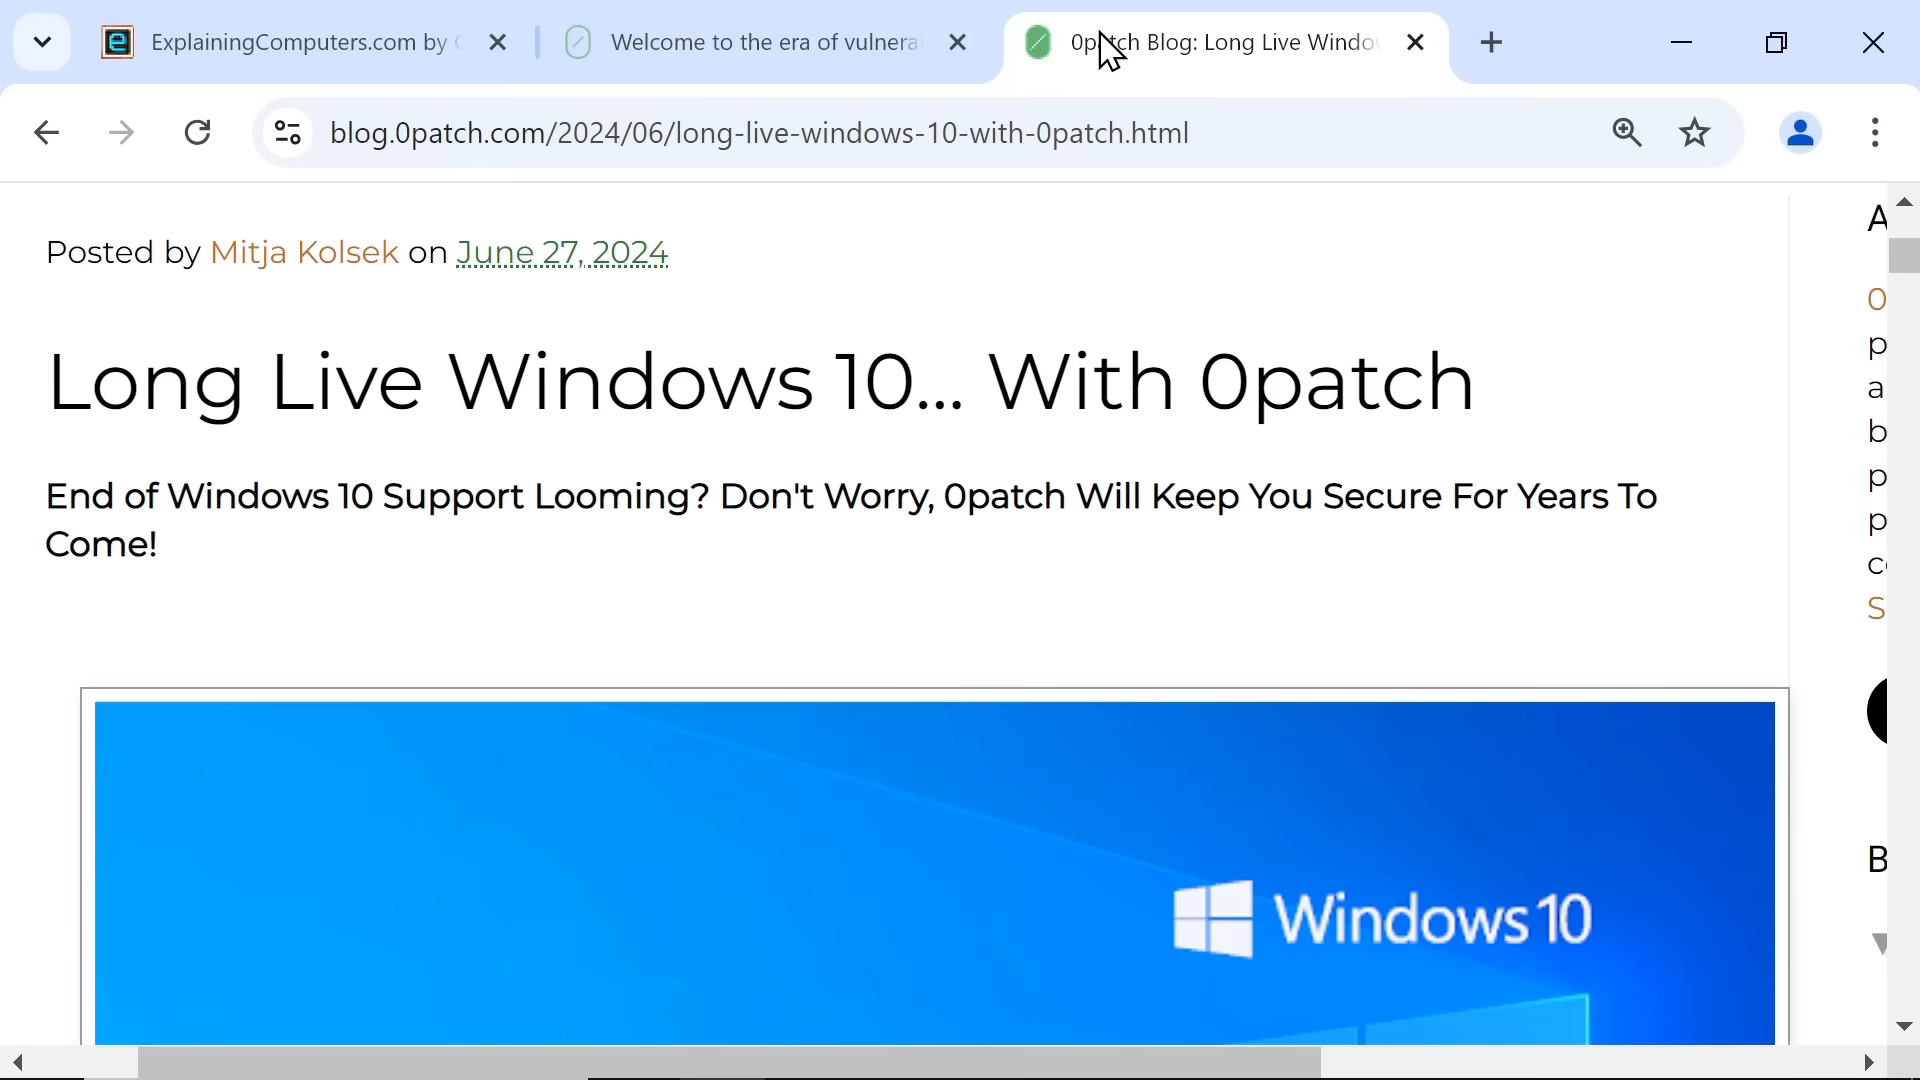 ExplainingComputers.com by
Welcome to the era of vulnera
0patch Blog: Long Live Windo
blog.0patch.com/2024/06/long-live-windows-10-with-0patch.html
Posted by Mitja Kolsek on June 27, 2024
Long Live Windows 10... With 0patch
End of Windows 10 Support Looming? Don't Worry, 0patch Will Keep You Secure For Years To
Come!
Windows 10
A
0
p
a
b
p
p
c
S
B